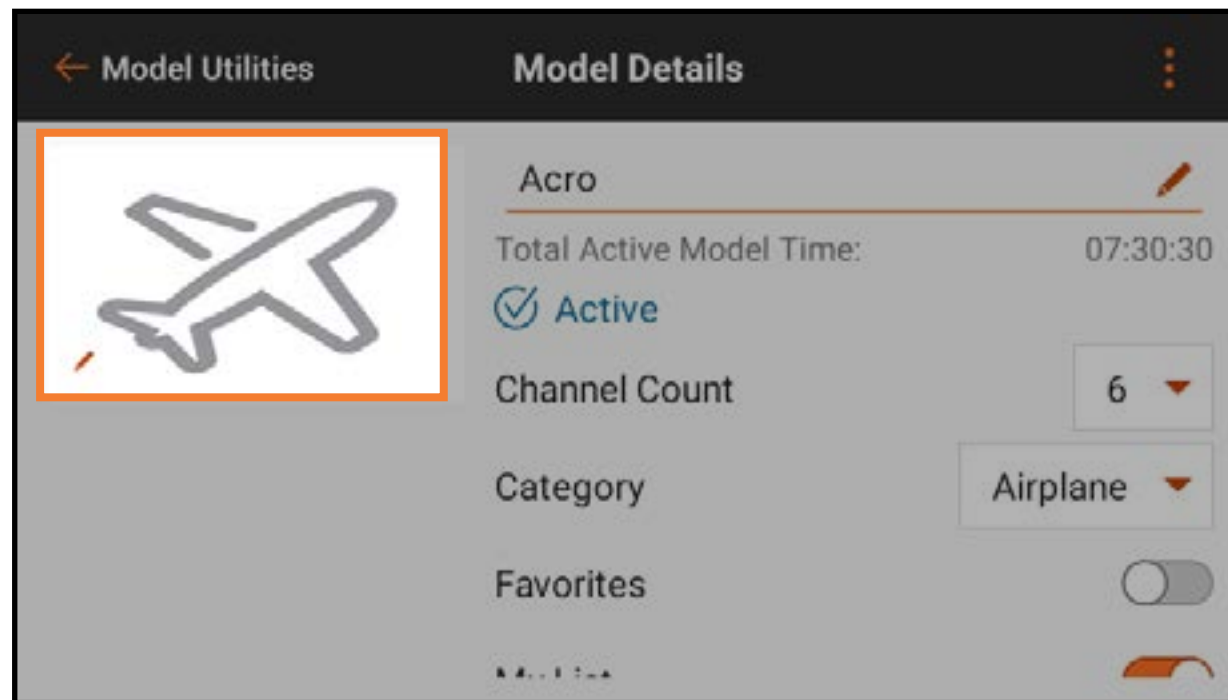 Model Utilities
Model Details
Acro
Total Active Model Time: 07:30:30
Active
Channel Count 6
Category Airplane
Favorites